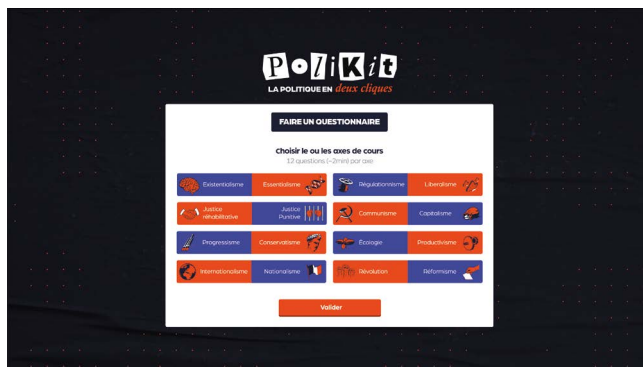 PoliKit
LA POLITIQUE EN deux cliques
FAIRE UN QUESTIONNAIRE
Choisir le ou les axes de cours
12 questions (~2min) par axe
Existentialisme Essentialisme
Régulationnisme Liberalisme
Justice réhabilitative Justice Punitive
Communisme Capitalisme
Progressisme Conservatisme
Écologie Productivisme
Internationalisme Nationalisme
Révolution Réformisme
Valider